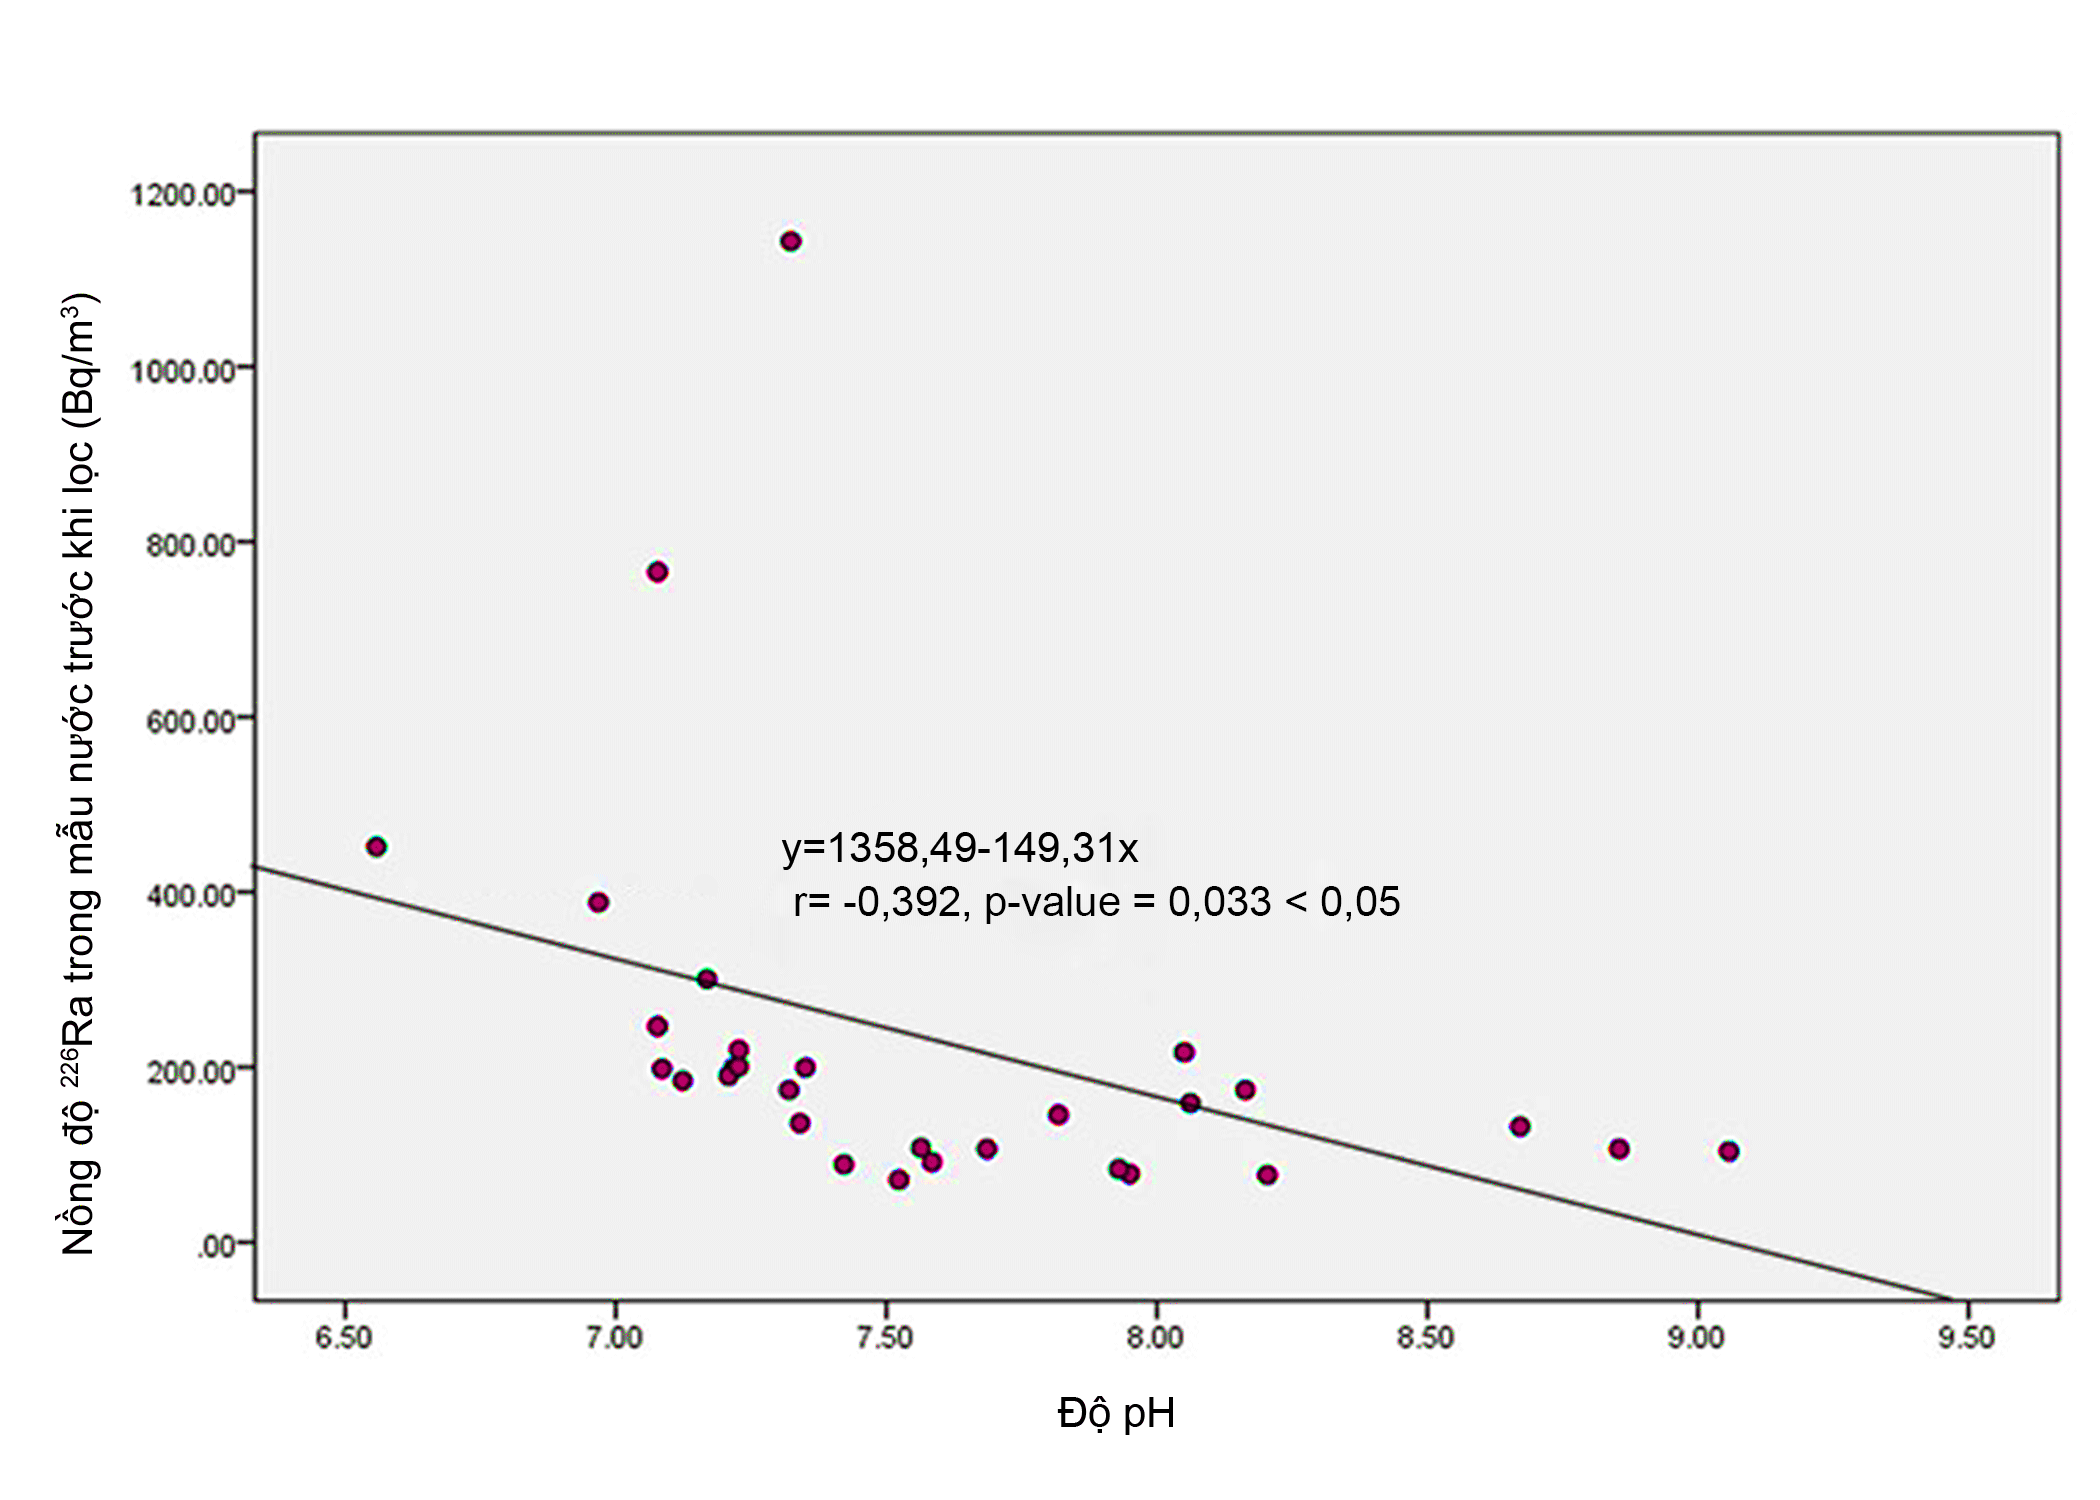 Nồng độ ²²⁶Ra trong mẫu nước trước khi lọc (Bq/m³)
1200.00
1000.00
800.00
600.00
400.00
200.00
.00
y=1358,49-149,31x
r= -0,392, p-value = 0,033 < 0,05
6.50 7.00 7.50 8.00 8.50 9.00 9.50
Độ pH